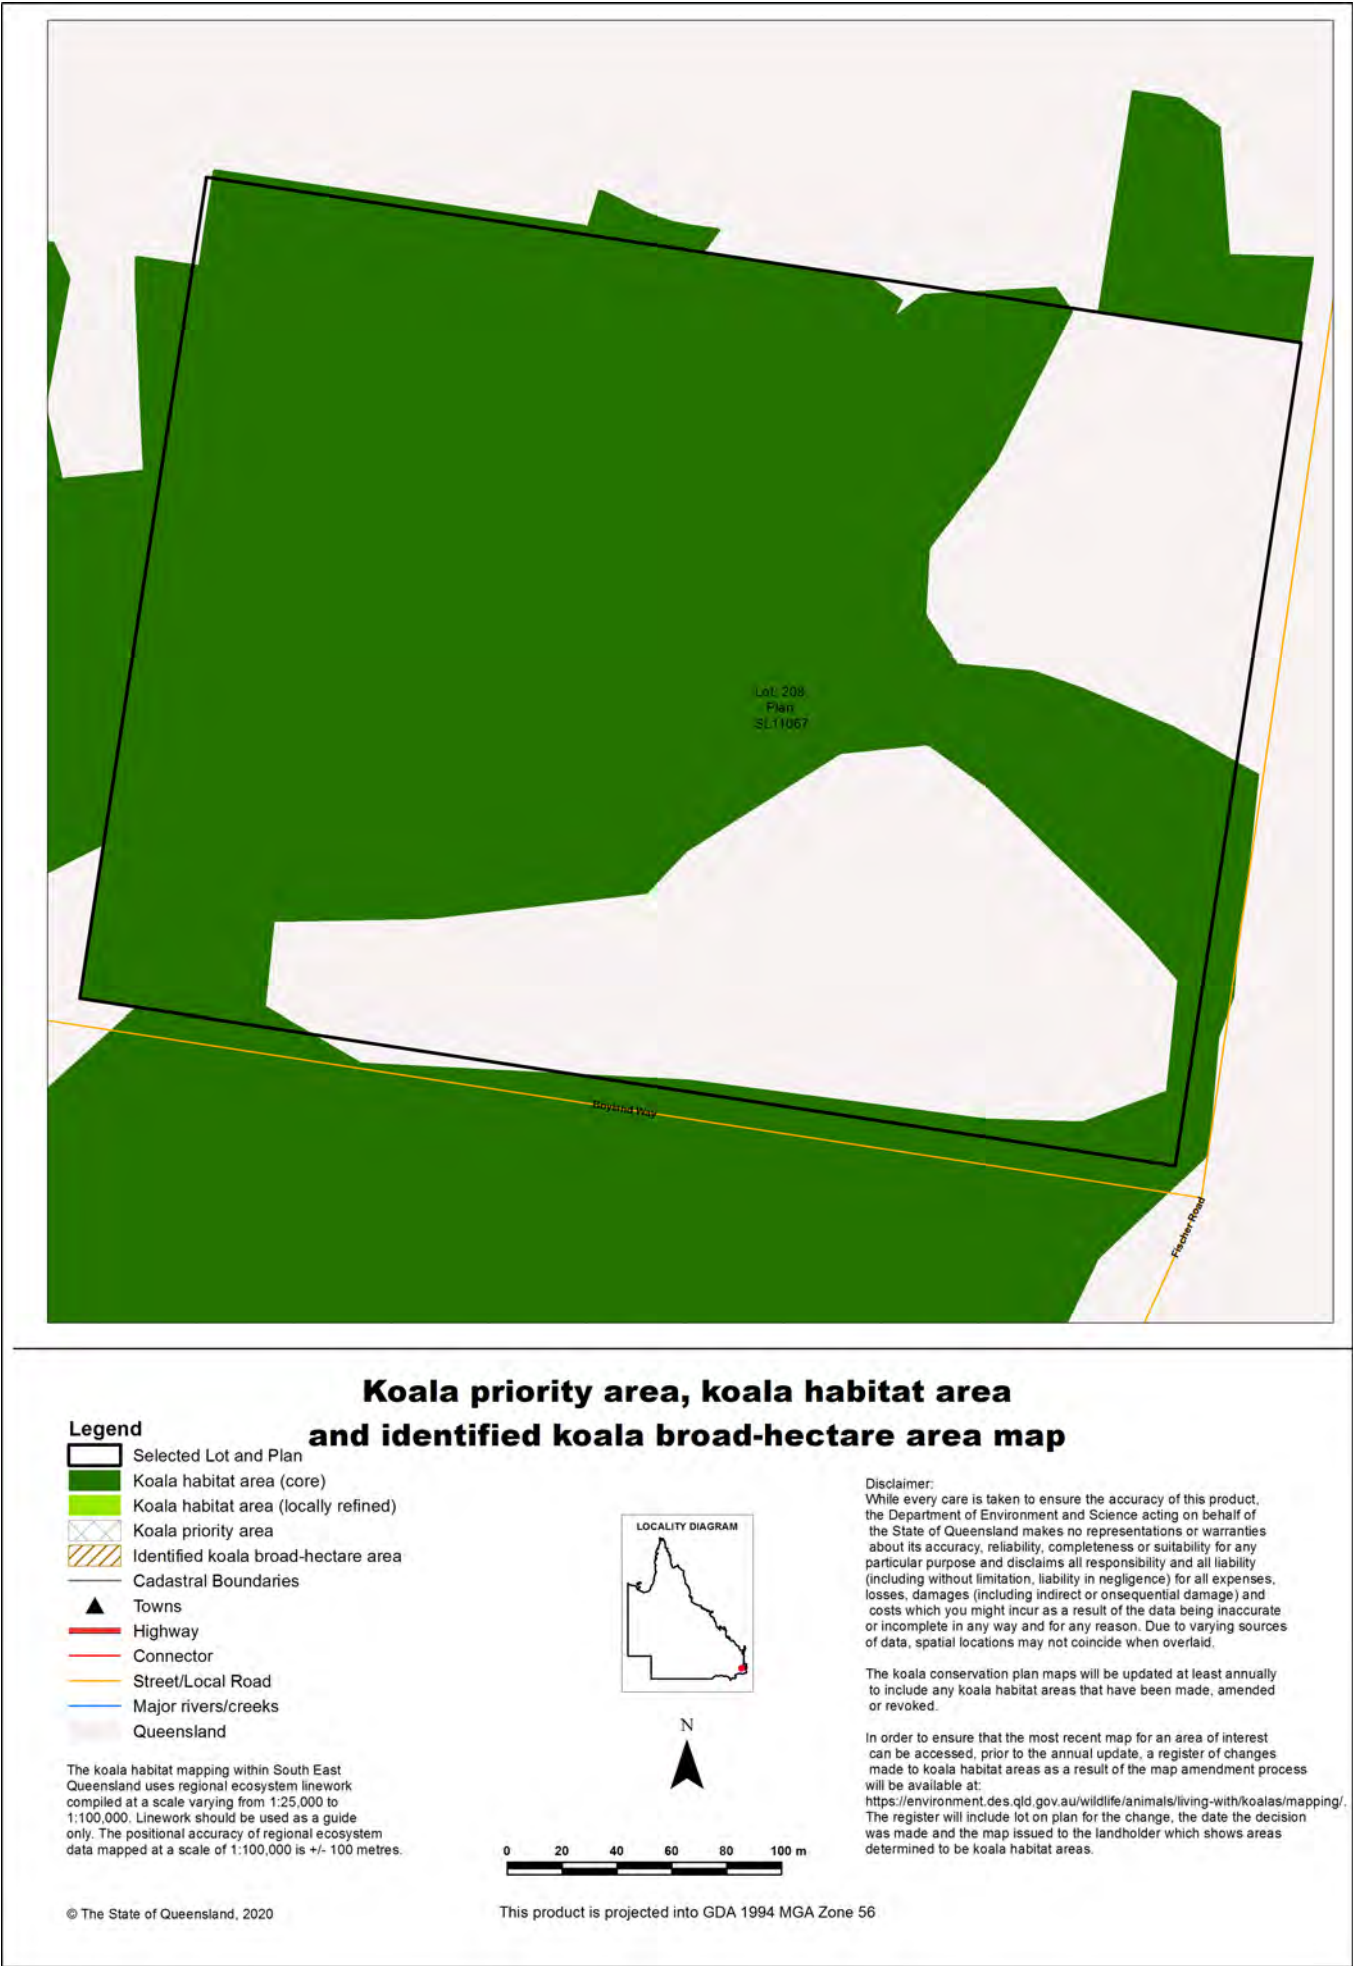 Lot: 208
Plan
SL11067
Fischer Road
Koala priority area, koala habitat area
and identified koala broad-hectare area map
Legend
Selected Lot and Plan
Koala habitat area (core)
Koala habitat area (locally refined)
Koala priority area
Identified koala broad-hectare area
Cadastral Boundaries
Towns
Highway
Connector
Street/Local Road
Major rivers/creeks
Queensland
The koala habitat mapping within South East
Queensland uses regional ecosystem linework
compiled at a scale varying from 1:25,000 to
1:100,000. Linework should be used as a guide
only. The positional accuracy of regional ecosystem
data mapped at a scale of 1:100,000 is +/- 100 metres.
© The State of Queensland, 2020
LOCALITY DIAGRAM
N
0 20 40 60 80 100 m
This product is projected into GDA 1994 MGA Zone 56
Disclaimer:
While every care is taken to ensure the accuracy of this product,
the Department of Environment and Science acting on behalf of
the State of Queensland makes no representations or warranties
about its accuracy, reliability, completeness or suitability for any
particular purpose and disclaims all responsibility and all liability
(including without limitation, liability in negligence) for all expenses,
losses, damages (including indirect or onsequential damage) and
costs which you might incur as a result of the data being inaccurate
or incomplete in any way and for any reason. Due to varying sources
of data, spatial locations may not coincide when overlaid.
The koala conservation plan maps will be updated at least annually
to include any koala habitat areas that have been made, amended
or revoked.
In order to ensure that the most recent map for an area of interest
can be accessed, prior to the annual update, a register of changes
made to koala habitat areas as a result of the map amendment process
will be available at:
https://environment.des.qld.gov.au/wildlife/animals/living-with/koalas/mapping/.
The register will include lot on plan for the change, the date the decision
was made and the map issued to the landholder which shows areas
determined to be koala habitat areas.